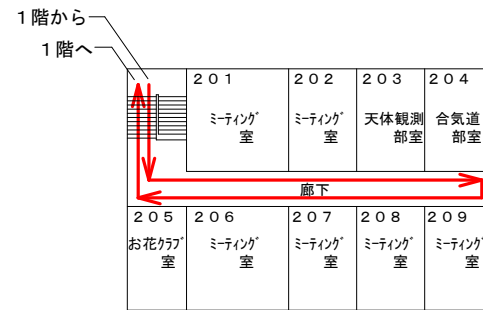 １階から
１階へ
２０１
ﾐｰﾃｨﾝｸﾞ
室
２０２
ﾐｰﾃｨﾝｸﾞ
室
２０３
天体観測
部室
２０４
合気道
部室
廊下
２０５
お花ｸﾗﾌﾞ
室
２０６
ﾐｰﾃｨﾝｸﾞ
室
２０７
ﾐｰﾃｨﾝｸﾞ
室
２０８
ﾐｰﾃｨﾝｸﾞ
室
２０９
ﾐｰﾃｨﾝｸﾞ
室